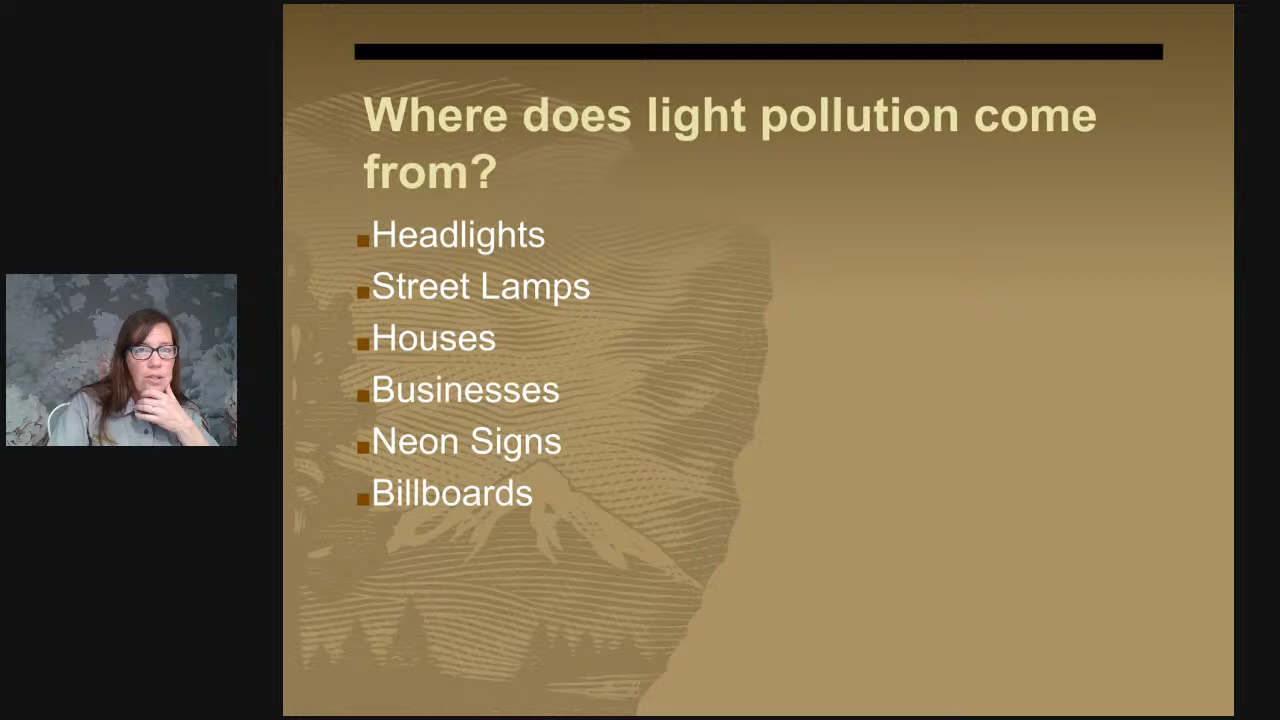 Where does light pollution come
from?
Headlights
Street Lamps
Houses
Businesses
Neon Signs
Billboards